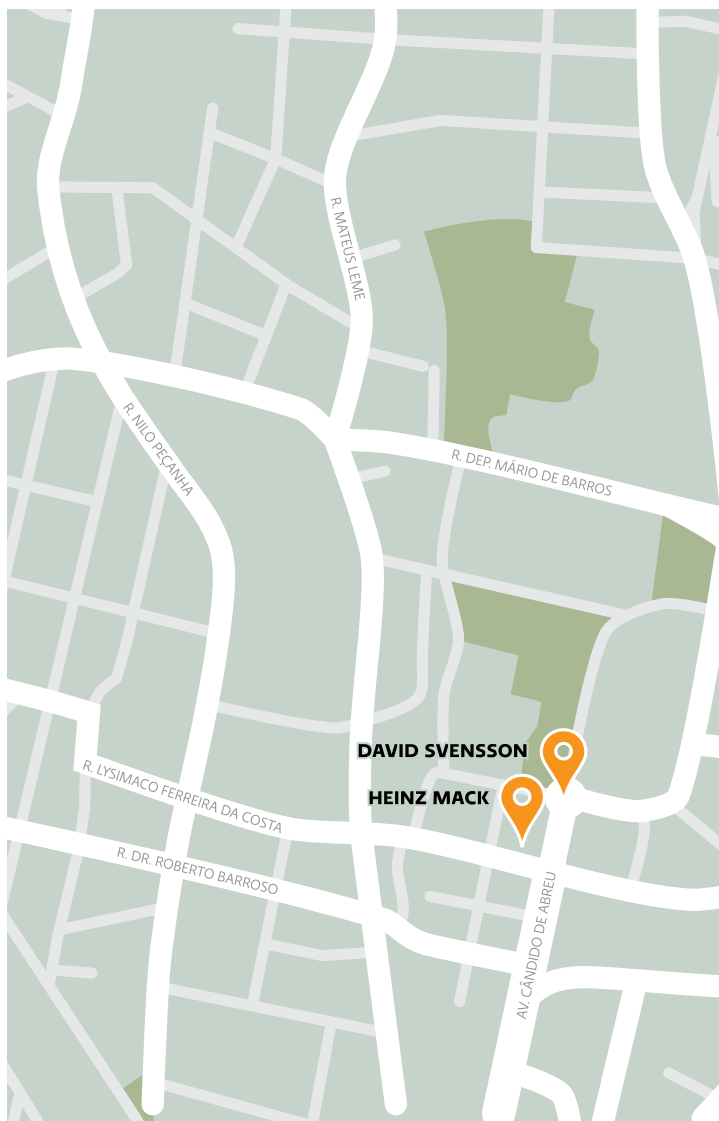 R. MATEUS LEME
R. NILO PEÇANHA
R. DEP. MÁRIO DE BARROS
DAVID SVENSSON
HEINZ MACK
R. LYSIMACO FERREIRA DA COSTA
R. DR. ROBERTO BARROSO
AV. CÂNDIDO DE ABREU